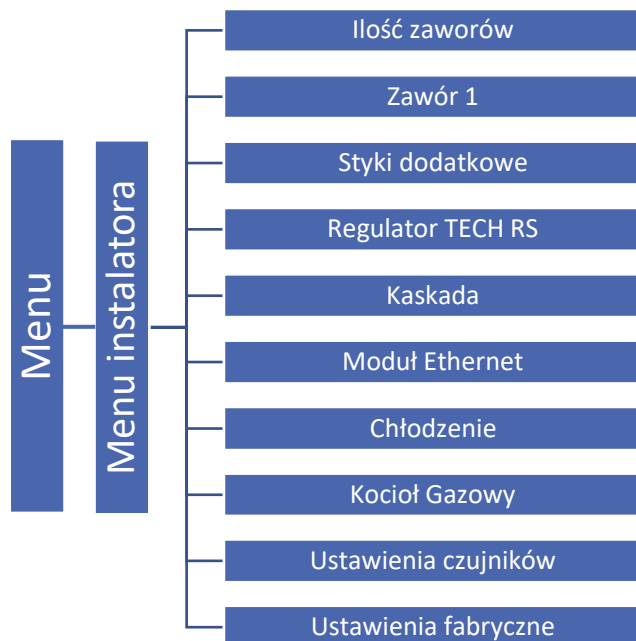 Menu
Menu instalatora
Ilość zaworów
Zawór 1
Styki dodatkowe
Regulator TECH RS
Kaskada
Moduł Ethernet
Chłodzenie
Kocioł Gazowy
Ustawienia czujników
Ustawienia fabryczne